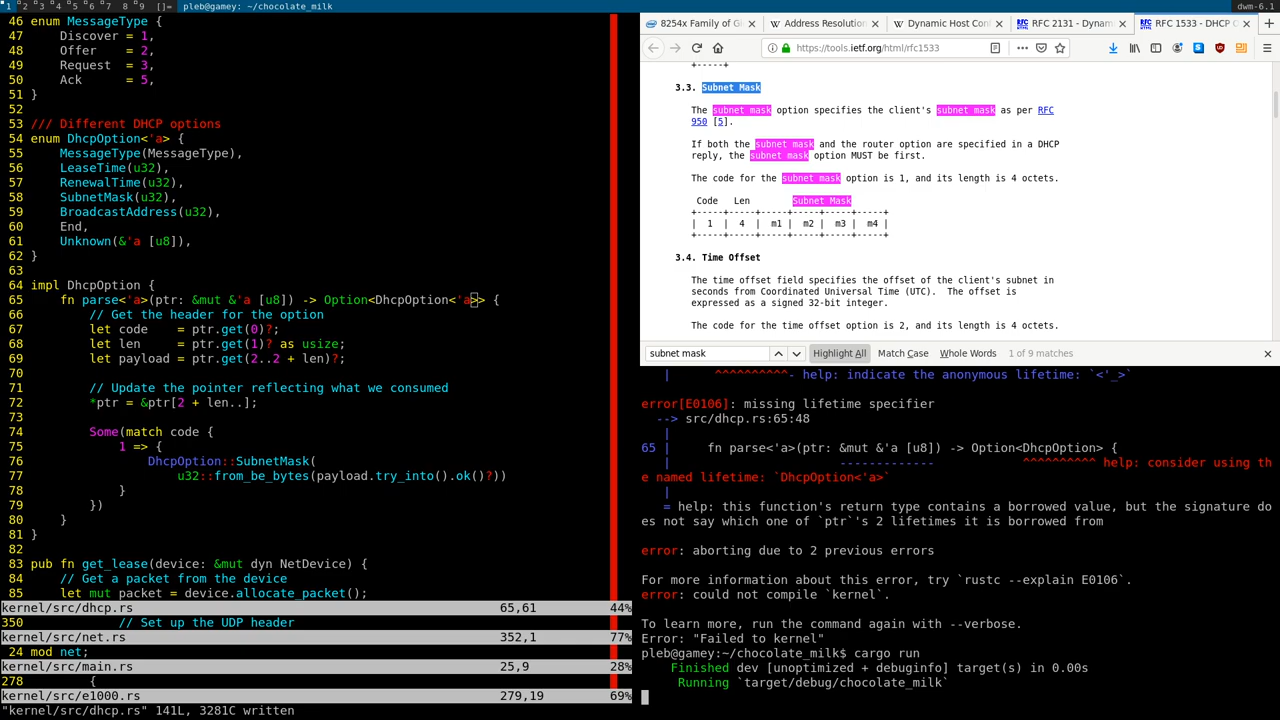 1 2 3 4 5 6 7 8 9 []= pleb@gamey: ~/chocolate_milk dwm-6.1
46 enum MessageType {
47     Discover = 1,
48     Offer    = 2,
49     Request  = 3,
50     Ack      = 5,
51 }
52
53 /// Different DHCP options
54 enum DhcpOption<'a> {
55     MessageType(MessageType),
56     LeaseTime(u32),
57     RenewalTime(u32),
58     SubnetMask(u32),
59     BroadcastAddress(u32),
60     End,
61     Unknown(&'a [u8]),
62 }
63
64 impl DhcpOption {
65     fn parse<'a>(ptr: &mut &'a [u8]) -> Option<DhcpOption<'a>> {
66         // Get the header for the option
67         let code    = ptr.get(0)?;
68         let len     = ptr.get(1)? as usize;
69         let payload = ptr.get(2..2 + len)?;
70
71         // Update the pointer reflecting what we consumed
72         *ptr = &ptr[2 + len..];
73
74         Some(match code {
75             1 => {
76                 DhcpOption::SubnetMask(
77                     u32::from_be_bytes(payload.try_into().ok()?))
78             }
79         })
80     }
81 }
82
83 pub fn get_lease(device: &mut dyn NetDevice) {
84     // Get a packet from the device
85     let mut packet = device.allocate_packet();
kernel/src/dhcp.rs 65,61 44%
350             // Set up the UDP header
kernel/src/net.rs 352,1 77%
24 mod net;
kernel/src/main.rs 25,9 28%
278         {
kernel/src/e1000.rs 279,19 69%
"kernel/src/dhcp.rs" 141L, 3281C written
8254x Family of Gi
Address Resolution
Dynamic Host Con
RFC 2131 - Dynam
RFC 1533 - DHCP O
https://tools.ietf.org/html/rfc1533
+-----+
3.3. Subnet Mask
The subnet mask option specifies the client's subnet mask as per RFC
950 [5].
If both the subnet mask and the router option are specified in a DHCP
reply, the subnet mask option MUST be first.
The code for the subnet mask option is 1, and its length is 4 octets.
 Code   Len        Subnet Mask
+-----+-----+-----+-----+-----+-----+
|  1  |  4  |  m1 |  m2 |  m3 |  m4 |
+-----+-----+-----+-----+-----+-----+
3.4. Time Offset
The time offset field specifies the offset of the client's subnet in
seconds from Coordinated Universal Time (UTC).  The offset is
expressed as a signed 32-bit integer.
The code for the time offset option is 2, and its length is 4 octets.
subnet mask Highlight All Match Case Whole Words 1 of 9 matches
   |      ^^^^^^^^^^- help: indicate the anonymous lifetime: `<'_>`
error[E0106]: missing lifetime specifier
  --> src/dhcp.rs:65:48
   |
65 |     fn parse<'a>(ptr: &mut &'a [u8]) -> Option<DhcpOption> {
   |                       -------------            ^^^^^^^^^^ help: consider using th
e named lifetime: `DhcpOption<'a>`
   |
   = help: this function's return type contains a borrowed value, but the signature do
es not say which one of `ptr`'s 2 lifetimes it is borrowed from
error: aborting due to 2 previous errors
For more information about this error, try `rustc --explain E0106`.
error: could not compile `kernel`.
To learn more, run the command again with --verbose.
Error: "Failed to kernel"
pleb@gamey:~/chocolate_milk$ cargo run
    Finished dev [unoptimized + debuginfo] target(s) in 0.00s
     Running `target/debug/chocolate_milk`